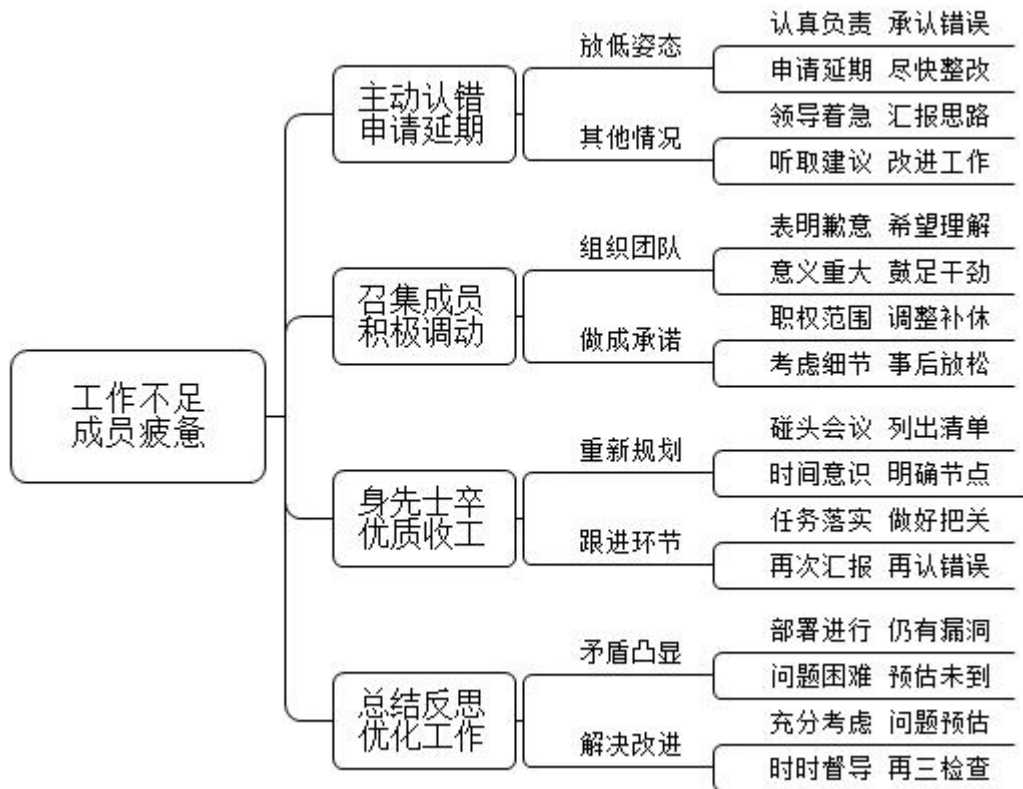 工作不足
成员疲惫
主动认错
申请延期
放低姿态
认真负责 承认错误
申请延期 尽快整改
其他情况
领导着急 汇报思路
听取建议 改进工作
召集成员
积极调动
组织团队
表明歉意 希望理解
意义重大 鼓足干劲
做成承诺
职权范围 调整补休
考虑细节 事后放松
身先士卒
优质收工
重新规划
碰头会议 列出清单
时间意识 明确节点
跟进环节
任务落实 做好把关
再次汇报 再认错误
总结反思
优化工作
矛盾凸显
部署进行 仍有漏洞
问题困难 预估未到
解决改进
充分考虑 问题预估
时时督导 再三检查